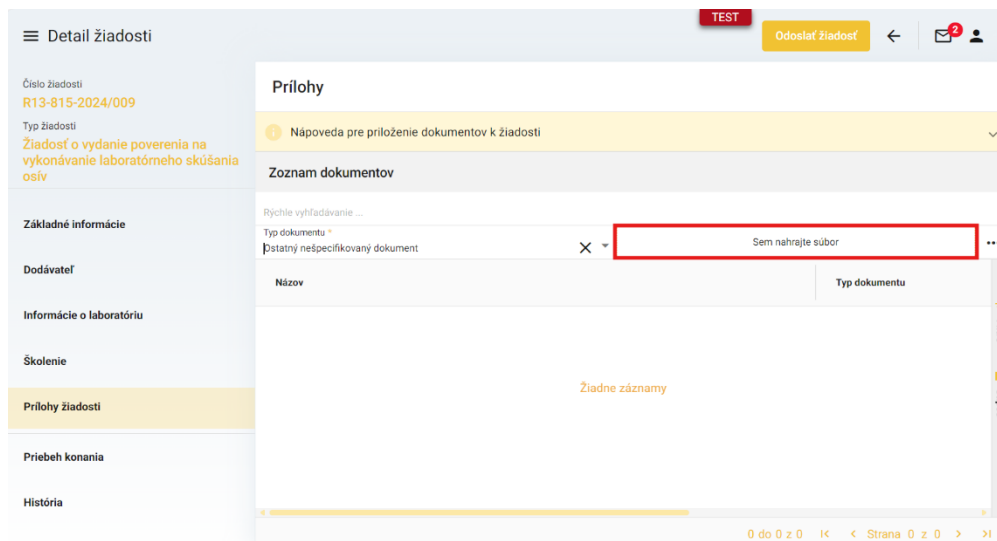 TEST
Detail žiadosti
Odoslať žiadosť
2
Číslo žiadosti
R13-815-2024/009
Typ žiadosti
Žiadosť o vydanie poverenia na
vykonávanie laboratórneho skúšania
osív
Základné informácie
Dodávateľ
Informácie o laboratóriu
Školenie
Prílohy žiadosti
Priebeh konania
História
Prílohy
Nápoveda pre priloženie dokumentov k žiadosti
Zoznam dokumentov
Rýchle vyhľadávanie ...
Typ dokumentu *
Ostatný nešpecifikovaný dokument
Sem nahrajte súbor
Názov
Typ dokumentu
Žiadne záznamy
0 do 0 z 0 Strana 0 z 0